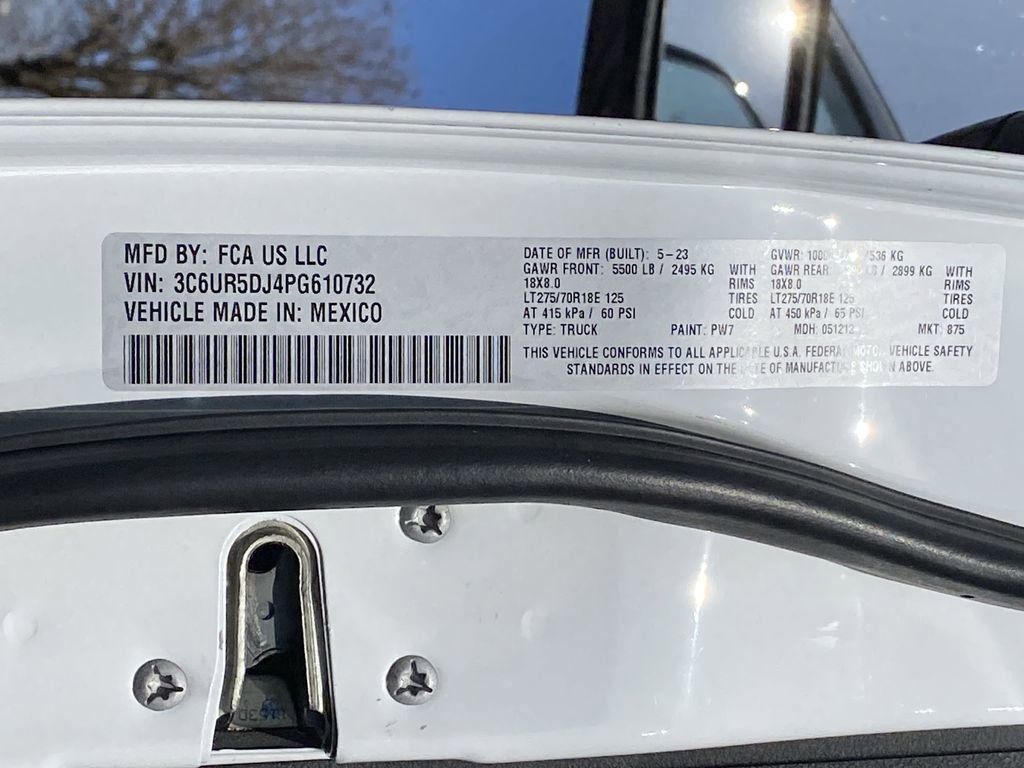 MFD BY: FCA US LLC
VIN: 3C6UR5DJ4PG610732
VEHICLE MADE IN: MEXICO
DATE OF MFR (BUILT): 5-23
GAWR FRONT: 5500 LB / 2495 KG WITH
18X8.0 RIMS
LT275/70R18E 125 TIRES
AT 415 kPa / 60 PSI COLD
TYPE: TRUCK PAINT: PW7
GVWR: KG
GAWR REAR / 2899 KG WITH
18X8.0 RIMS
LT275/70R18E 125 TIRES
AT 450 kPa / 65 PSI COLD
MDH: 051212 MKT: 875
THIS VEHICLE CONFORMS TO ALL APPLICABLE U.S.A. FEDERAL MOTOR VEHICLE SAFETY
STANDARDS IN EFFECT ON THE DATE OF MANUFACTURE SHOWN ABOVE.